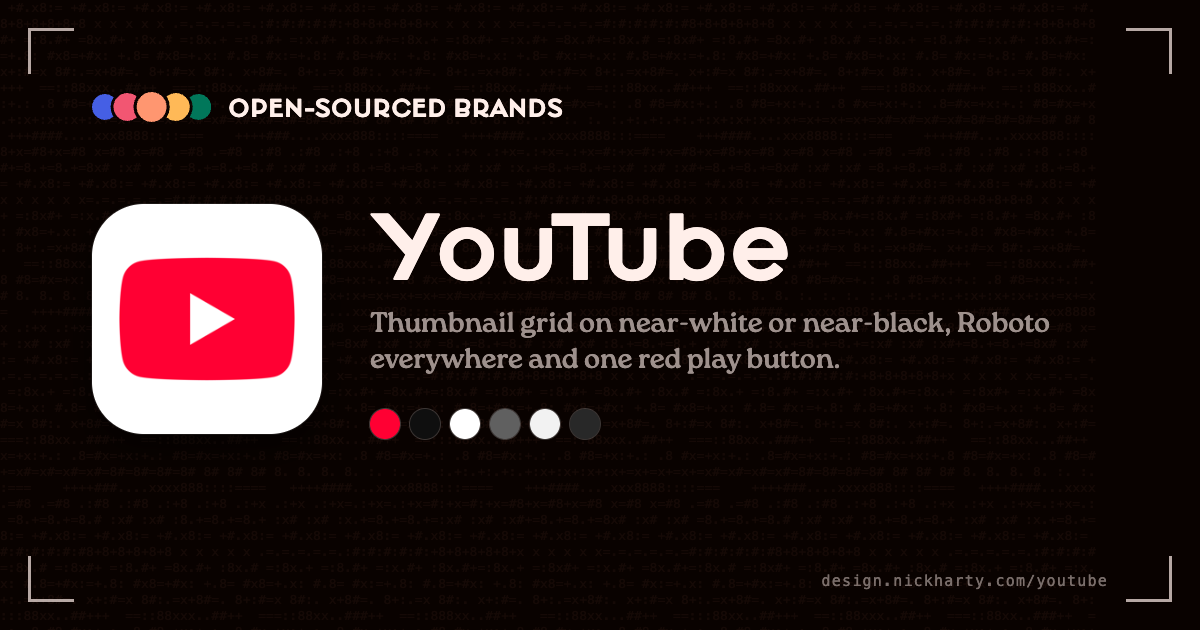 OPEN-SOURCED BRANDS
YouTube
Thumbnail grid on near-white or near-black, Roboto
everywhere and one red play button.
design.nickharty.com/youtube